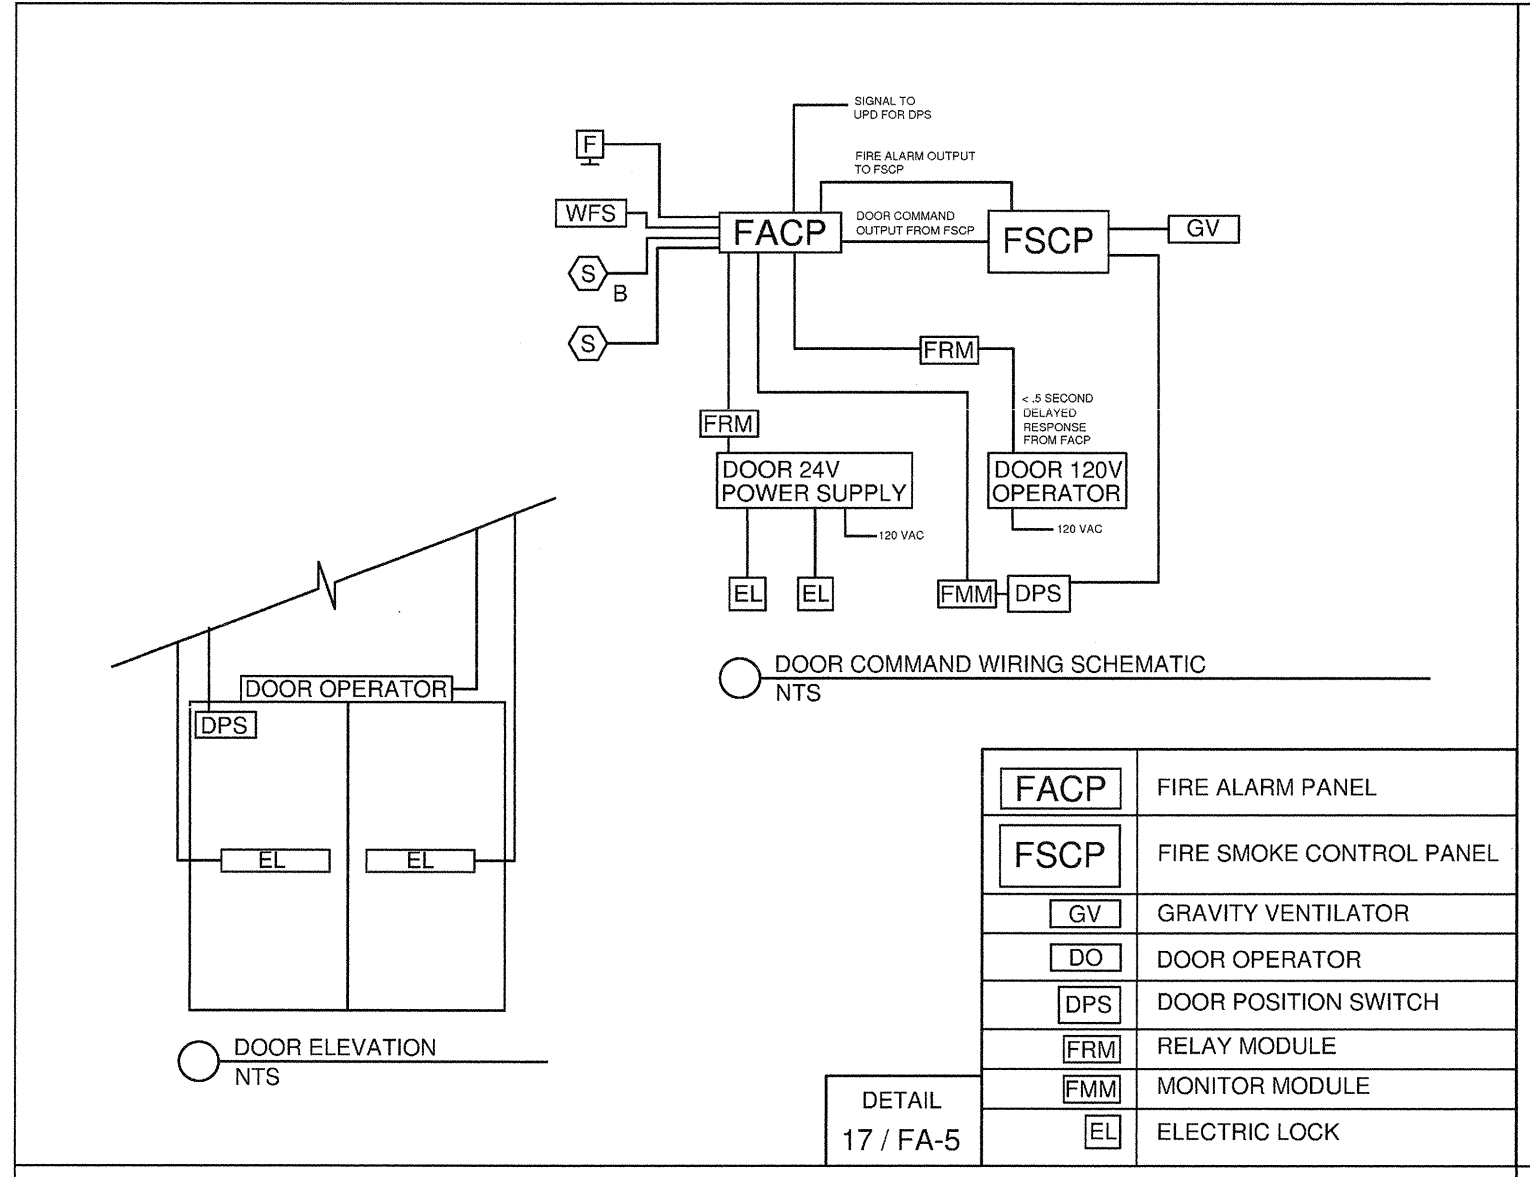 SIGNAL TO
UPD FOR DPS
F
FIRE ALARM OUTPUT
TO FSCP
WFS
FACP
DOOR COMMAND
OUTPUT FROM FSCP
FSCP
GV
S
B
S
FRM
< .5 SECOND
DELAYED
RESPONSE
FROM FACP
FRM
DOOR 24V
POWER SUPPLY
DOOR 120V
OPERATOR
120 VAC
120 VAC
EL
EL
FMM
DPS
DOOR COMMAND WIRING SCHEMATIC
NTS
DOOR OPERATOR
DPS
EL
EL
DOOR ELEVATION
NTS
FACP FIRE ALARM PANEL
FSCP FIRE SMOKE CONTROL PANEL
GV GRAVITY VENTILATOR
DO DOOR OPERATOR
DPS DOOR POSITION SWITCH
FRM RELAY MODULE
FMM MONITOR MODULE
EL ELECTRIC LOCK
DETAIL
17 / FA-5